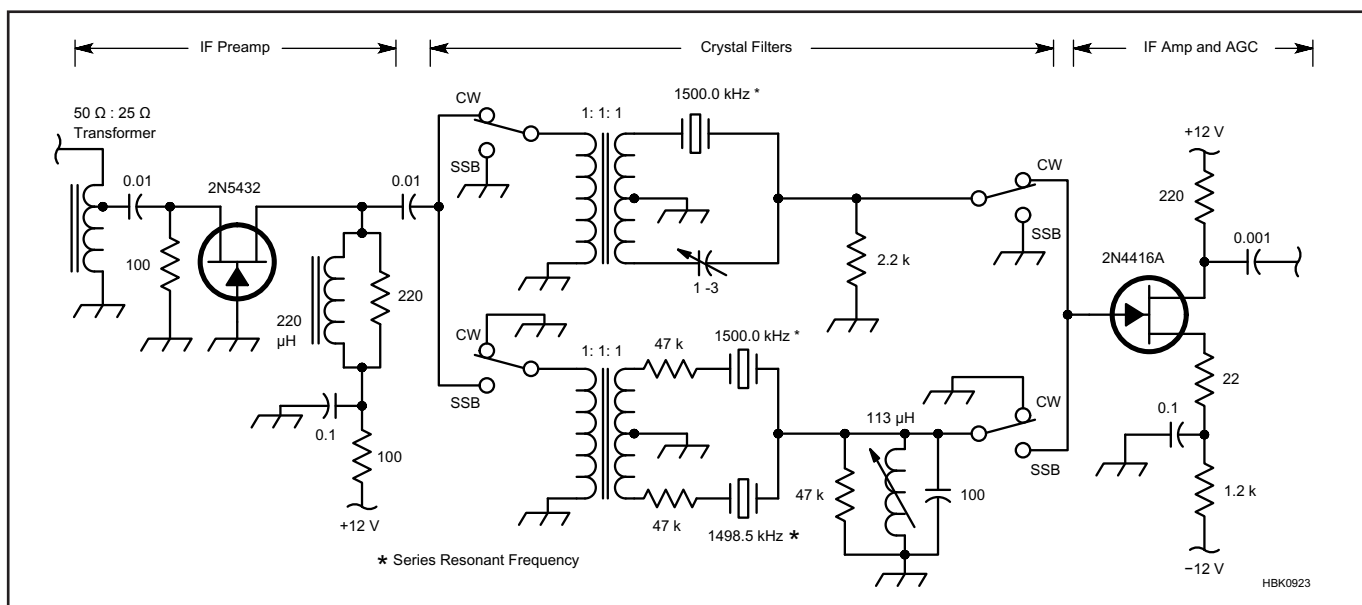 IF Preamp
Crystal Filters
IF Amp and AGC
50 Ω : 25 Ω
Transformer
0.01
2N5432
100
0.01
220
220
µH
0.1
100
+12 V
CW
SSB
1: 1: 1
1500.0 kHz *
1 -3
2.2 k
CW
SSB
CW
SSB
1: 1: 1
47 k
1500.0 kHz *
47 k
1498.5 kHz *
113 µH
47 k
100
CW
SSB
+12 V
220
0.001
2N4416A
22
0.1
1.2 k
−12 V
* Series Resonant Frequency
HBK0923